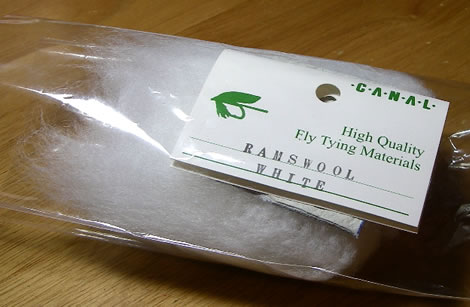 ·C·A·N·A·L·
High Quality
Fly Tying Materials
RAMSWOOL
WHITE